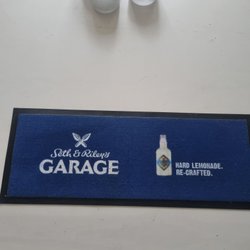 Seth & Riley's
GARAGE
HARD LEMONADE.
RE-CRAFTED.